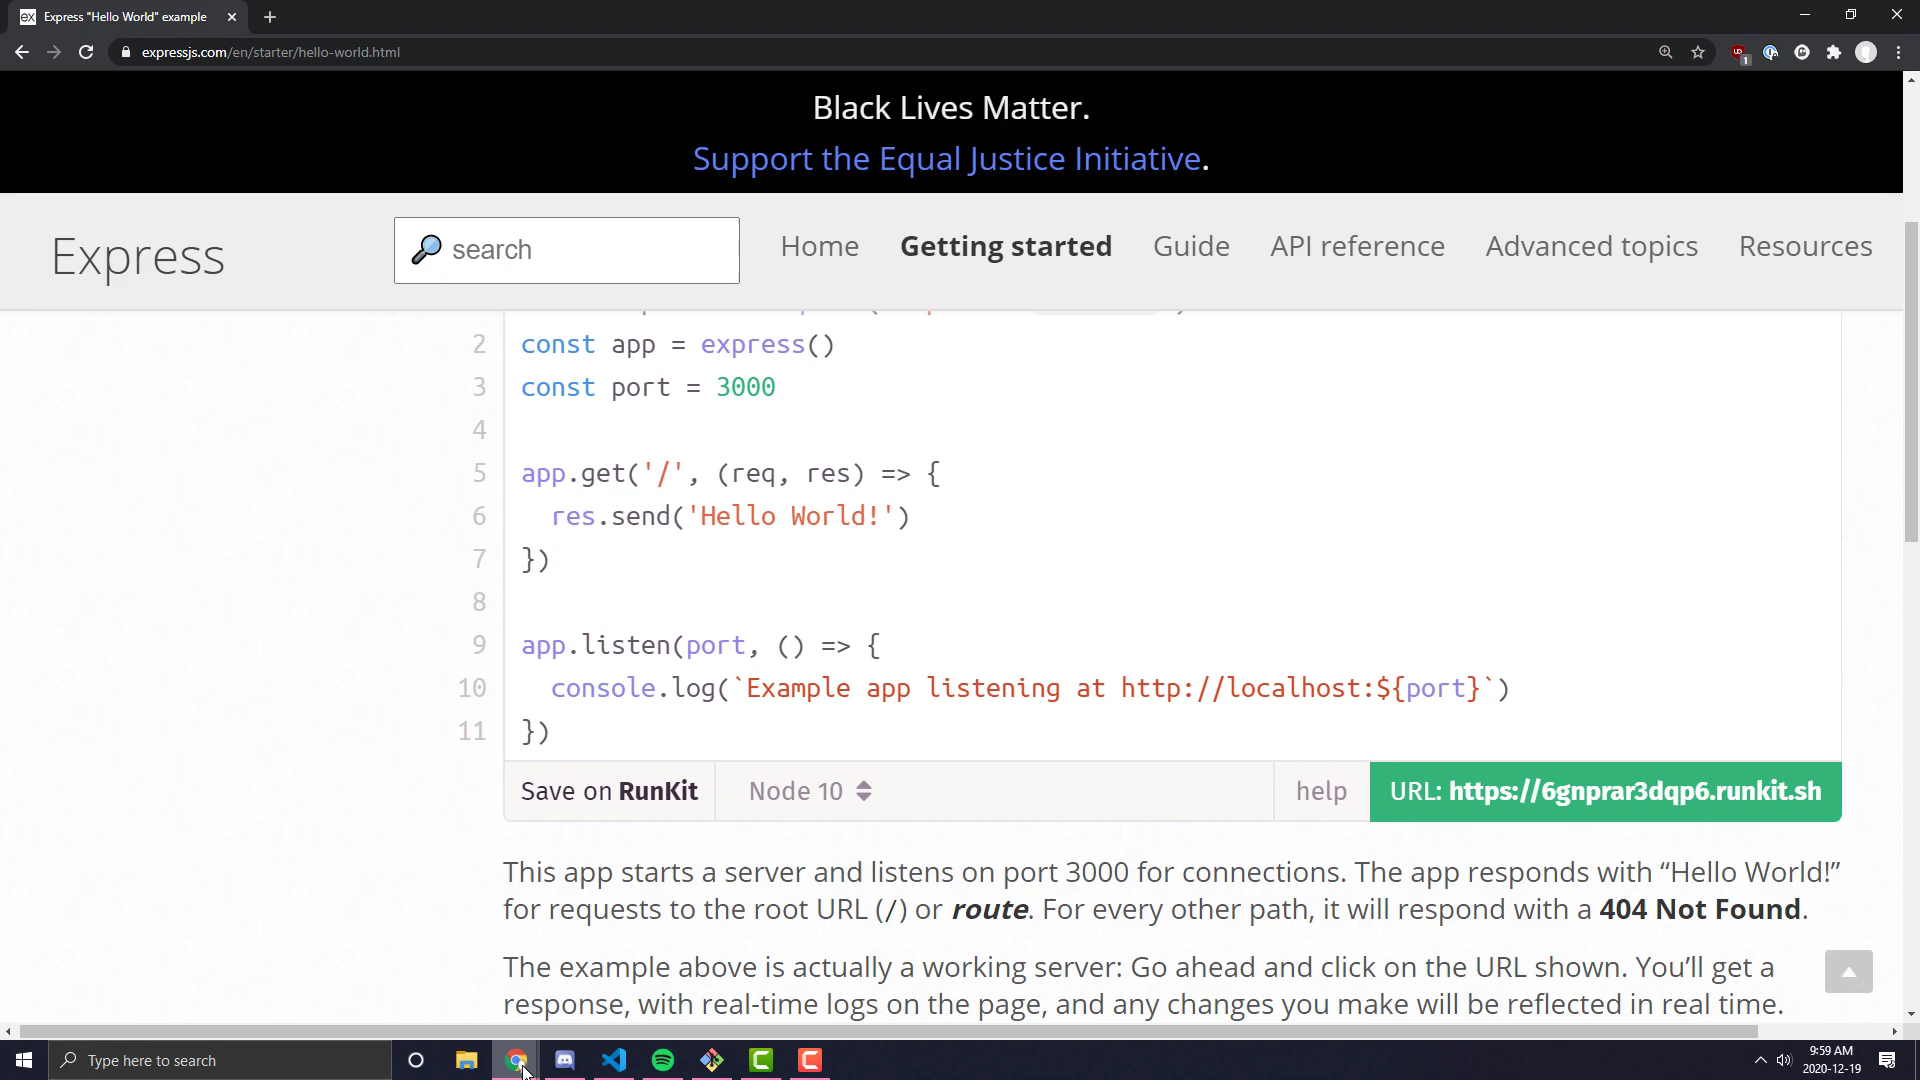 Express "Hello World" example
expressjs.com/en/starter/hello-world.html
1
Black Lives Matter.
Support the Equal Justice Initiative.
Express
search
Home
Getting started
Guide
API reference
Advanced topics
Resources
2 const app = express()
3 const port = 3000
4
5 app.get('/', (req, res) => {
6 res.send('Hello World!')
7 })
8
9 app.listen(port, () => {
10 console.log(`Example app listening at http://localhost:${port}`)
11 })
Save on RunKit
Node 10
help
URL: https://6gnprar3dqp6.runkit.sh
This app starts a server and listens on port 3000 for connections. The app responds with “Hello World!”
for requests to the root URL (/) or route. For every other path, it will respond with a 404 Not Found.
The example above is actually a working server: Go ahead and click on the URL shown. You’ll get a
response, with real-time logs on the page, and any changes you make will be reflected in real time.
Type here to search
9:59 AM
2020-12-19